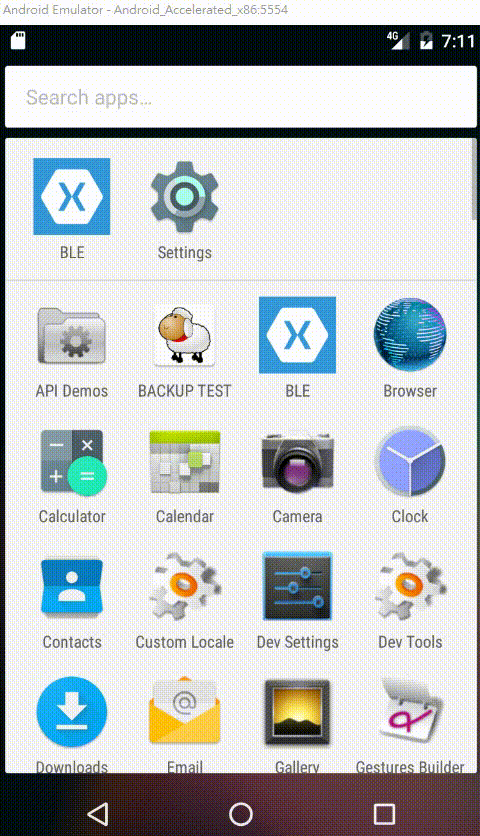 Android Emulator - Android_Accelerated_x86:5554
4G 7:11
Search apps…
BLE Settings
API Demos BACKUP TEST BLE Browser
Calculator Calendar Camera Clock
Contacts Custom Locale Dev Settings Dev Tools
Downloads Email Gallery Gestures Builder